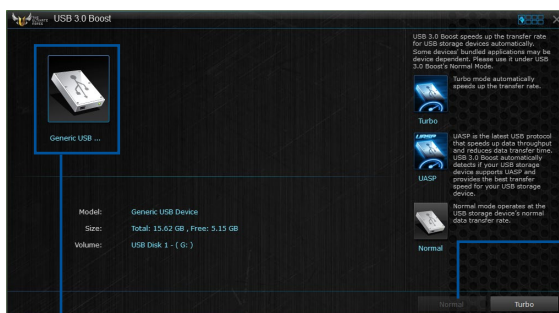 THE ULTIMATE FORCE USB 3.0 Boost
USB 3.0 Boost speeds up the transfer rate
for USB storage devices automatically.
Some devices' bundled applications may be
device dependent. Please use it under USB
3.0 Boost's Normal Mode.
Turbo mode automatically
speeds up the transfer rate.
Turbo
Generic USB ...
UASP is the latest USB protocol
that speeds up data throughput
and reduces data transfer time.
USB 3.0 Boost automatically
detects if your USB storage
device supports UASP and
provides the best transfer
speed for your USB storage
device.
UASP
Normal mode operates at the
USB storage device's normal
data transfer rate.
Normal
Model: Generic USB Device
Size: Total: 15.62 GB , Free: 5.15 GB
Volume: USB Disk 1 - ( G: )
Normal
Turbo